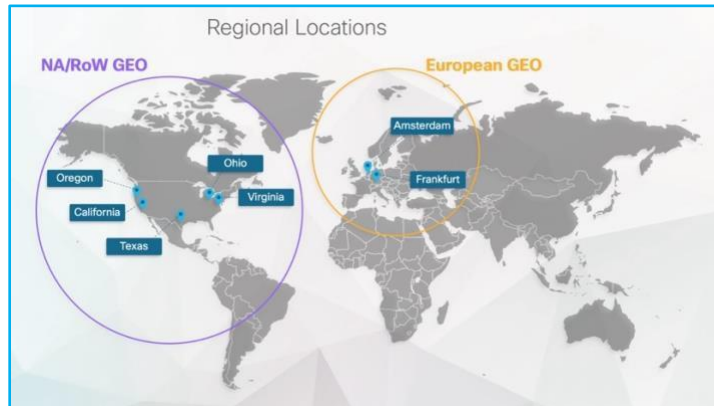 Regional Locations
NA/RoW GEO
European GEO
Amsterdam
Ohio
Oregon
Frankfurt
Virginia
California
Texas